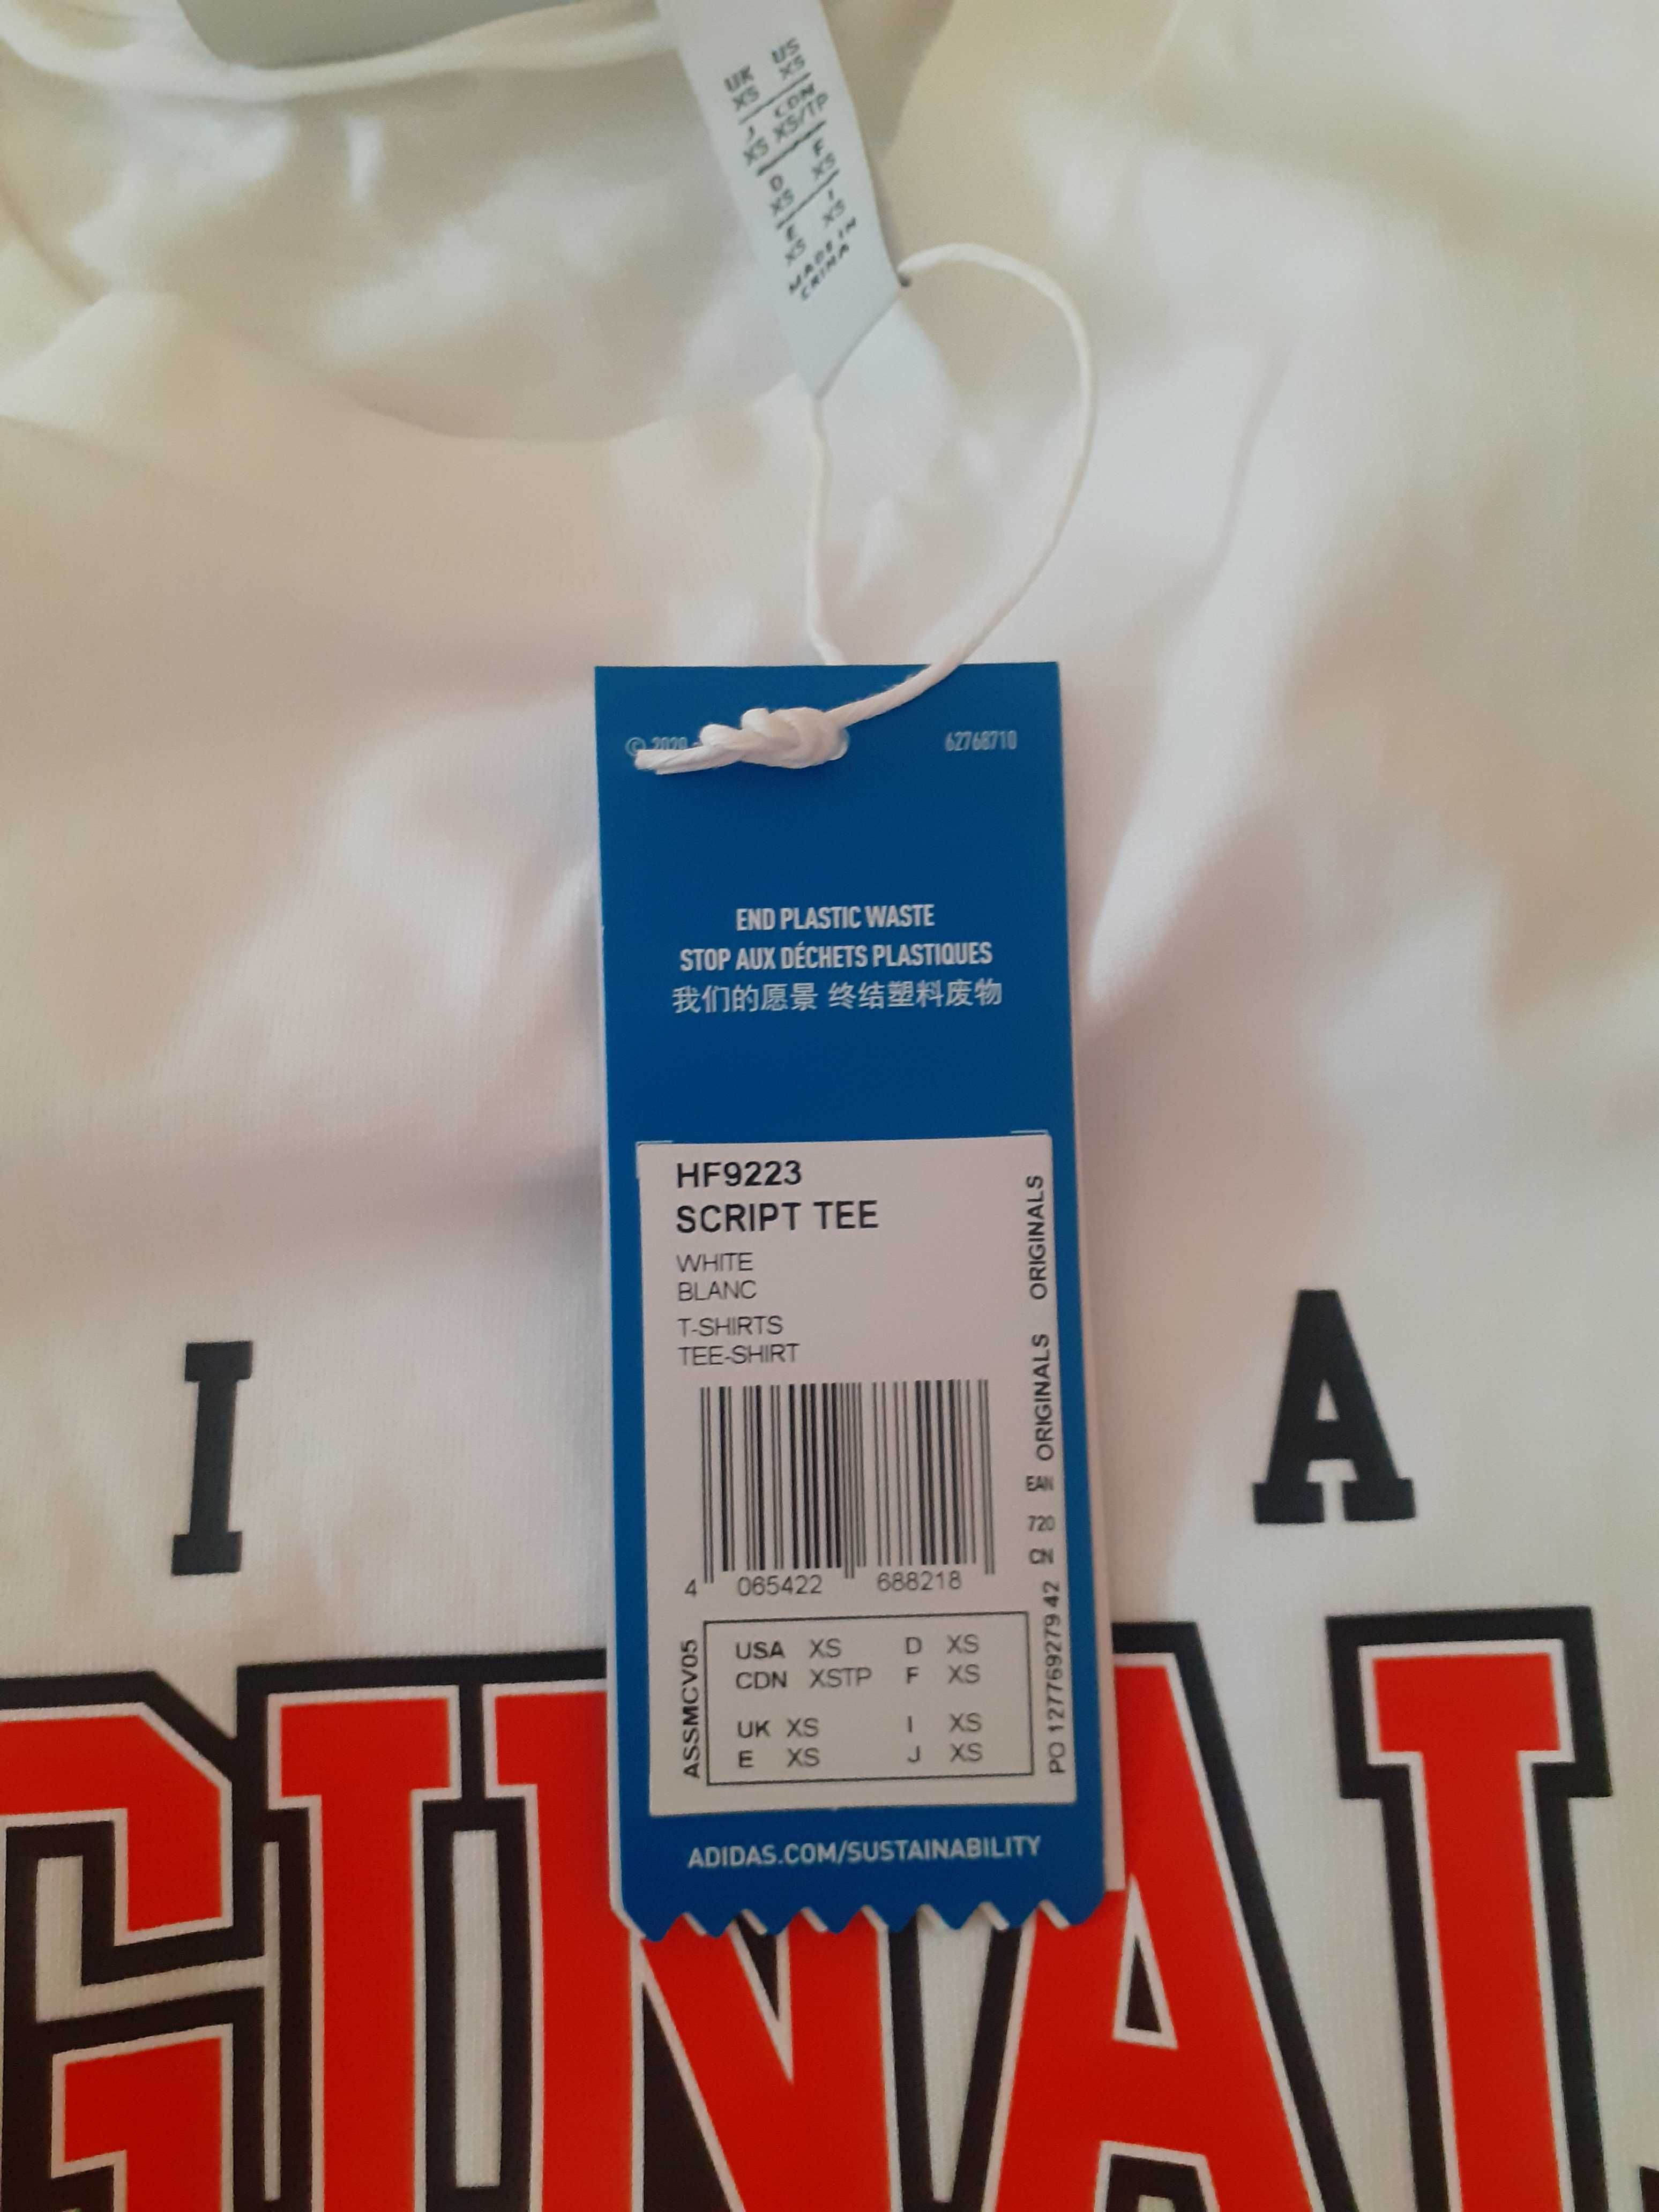 UK XS US XS
J XS CDN XS/TP
D XS F XS
E XS I XS
MADE IN
CHINA
© 2020
62768710
END PLASTIC WASTE
STOP AUX DÉCHETS PLASTIQUES
我们的愿景 终结塑料废物
HF9223
SCRIPT TEE
WHITE
BLANC
T-SHIRTS
TEE-SHIRT
ORIGINALS ORIGINALS
EAN
720
CN
PO 1277692279 42
4 065422 688218
ASSMCV05
USA XS D XS
CDN XSTP F XS
UK XS I XS
E XS J XS
ADIDAS.COM/SUSTAINABILITY
I A
GINAL